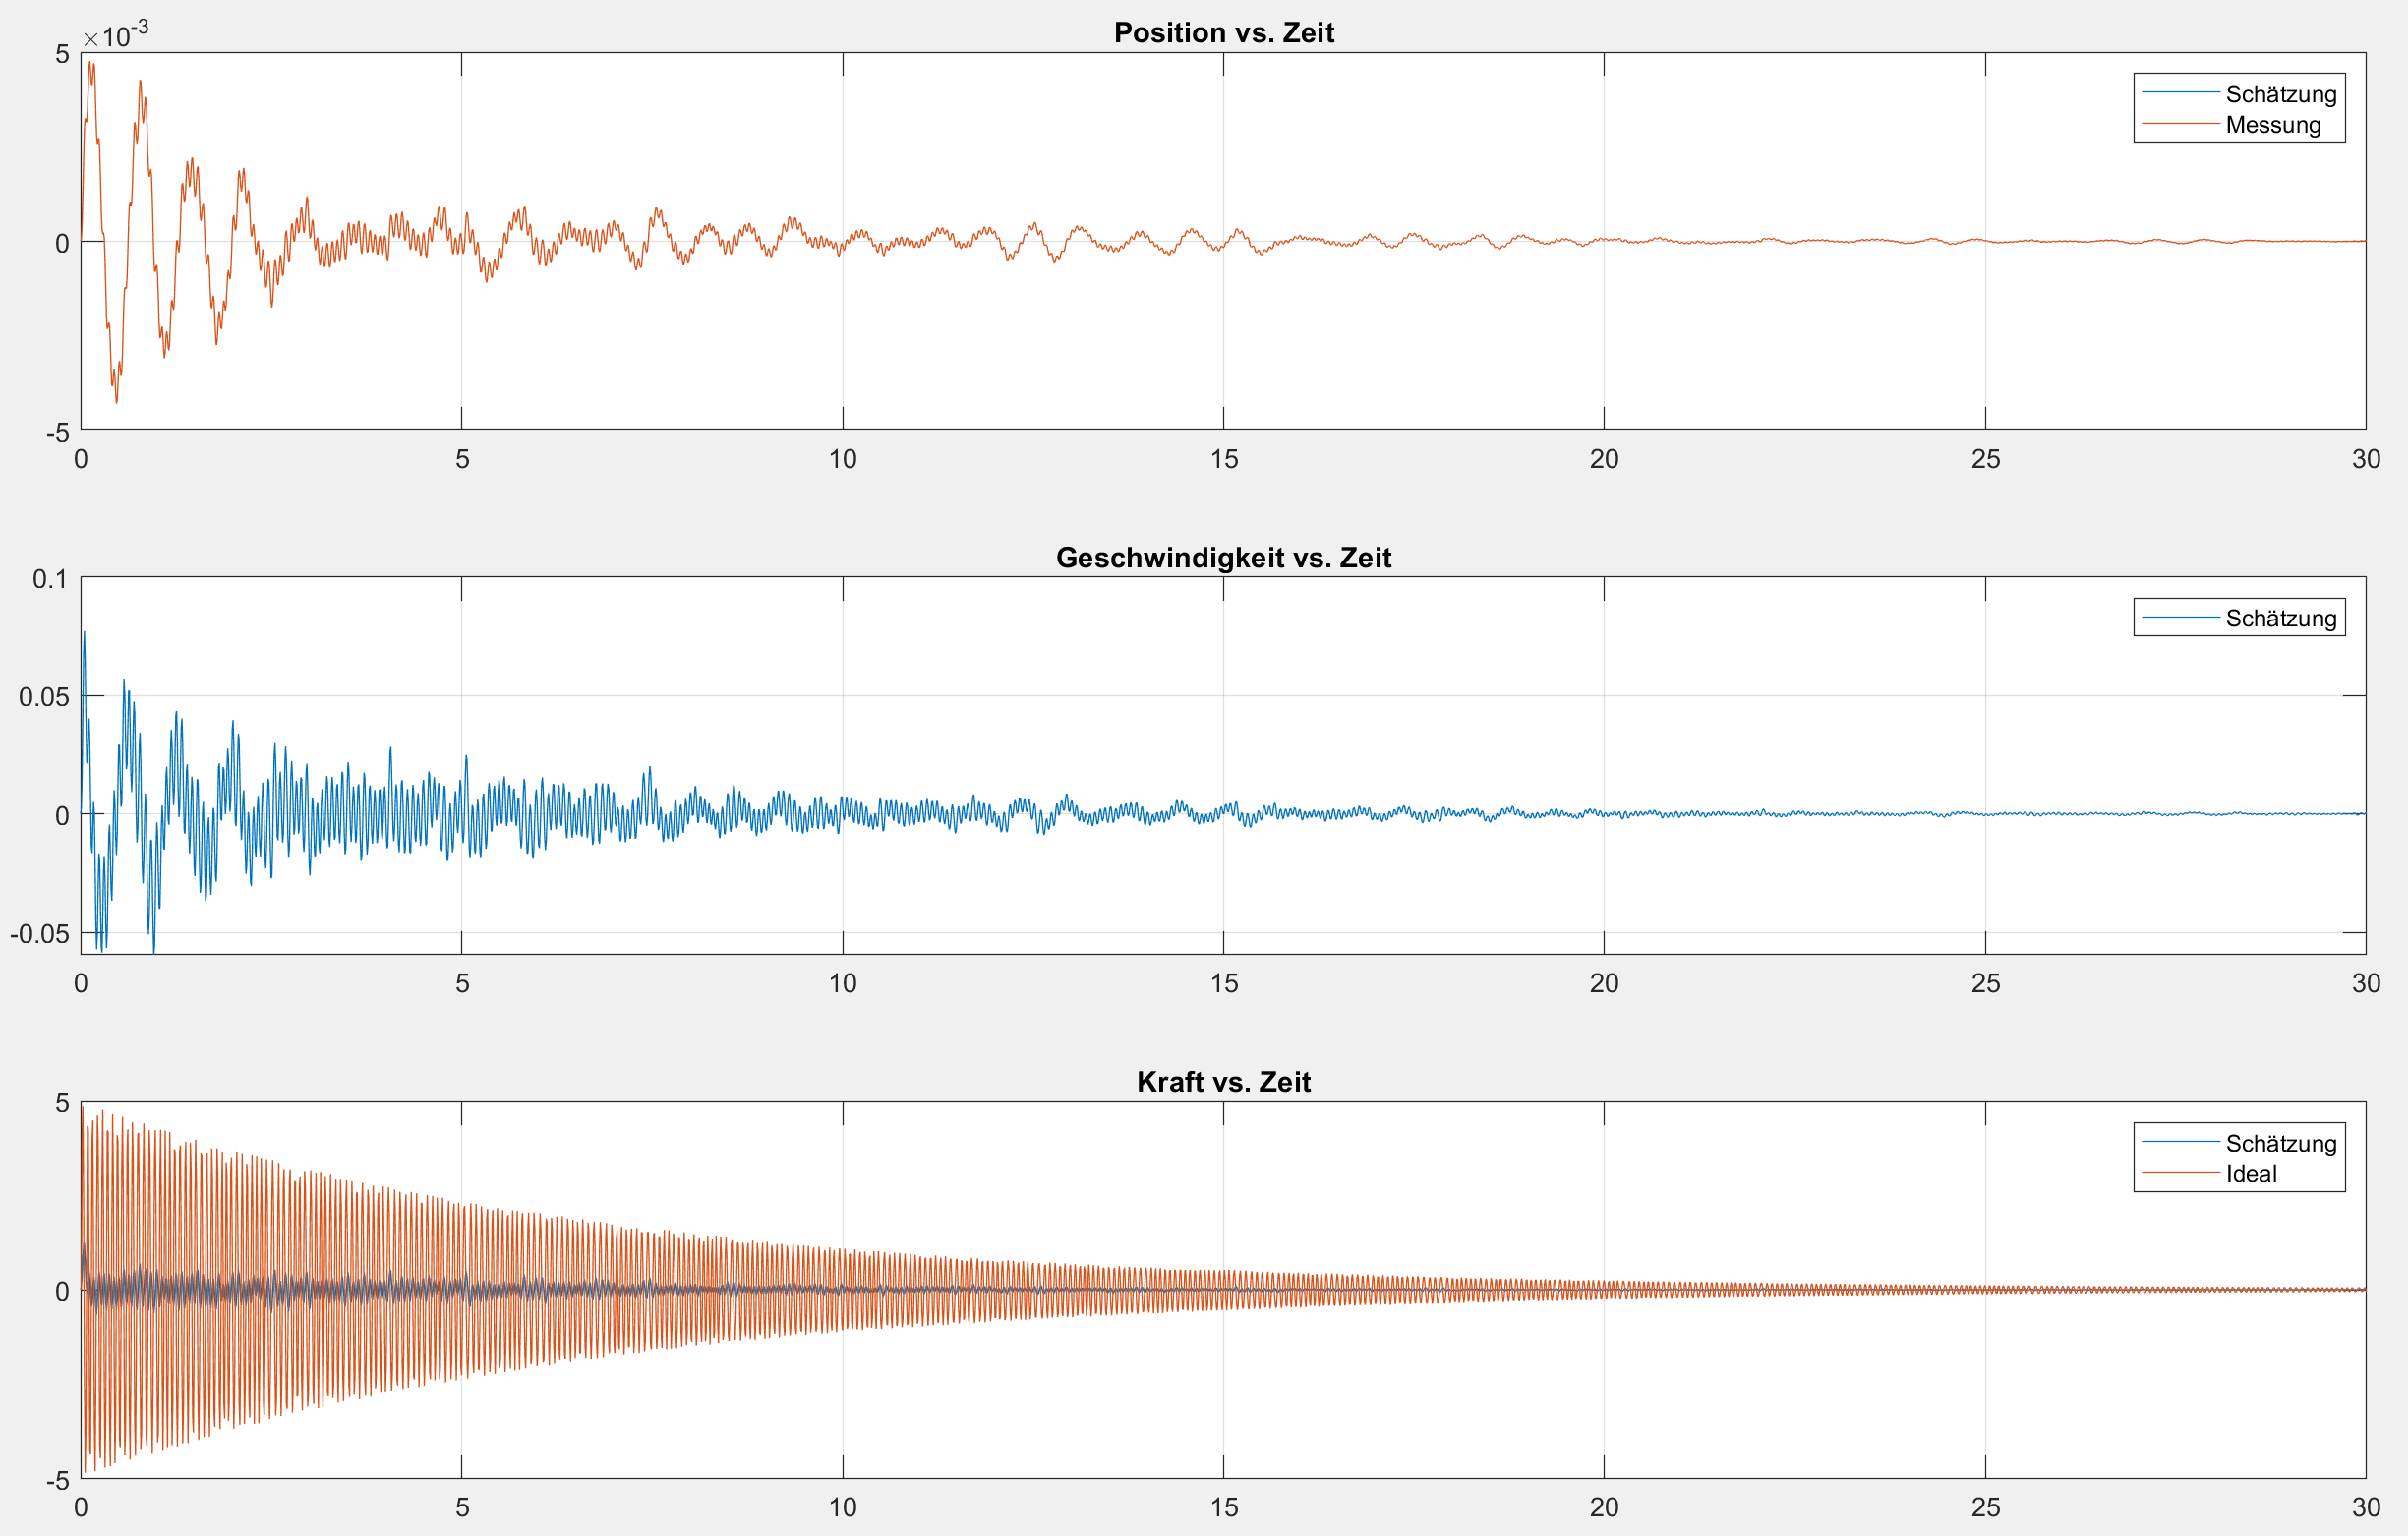 Position vs. Zeit
×10-3
5
0
-5
0 5 10 15 20 25 30
Schätzung
Messung
Geschwindigkeit vs. Zeit
0.1
0.05
0
-0.05
0 5 10 15 20 25 30
Schätzung
Kraft vs. Zeit
5
0
-5
0 5 10 15 20 25 30
Schätzung
Ideal